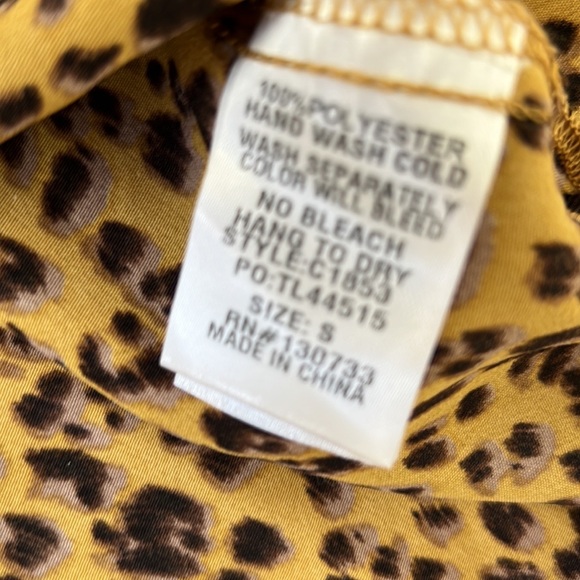 100% POLYESTER
HAND WASH COLD
WASH SEPARATELY
COLOR WILL BLEED
NO BLEACH
HANG TO DRY
STYLE:C1853
PO:TL44515
SIZE: S
RN#130733
MADE IN CHINA